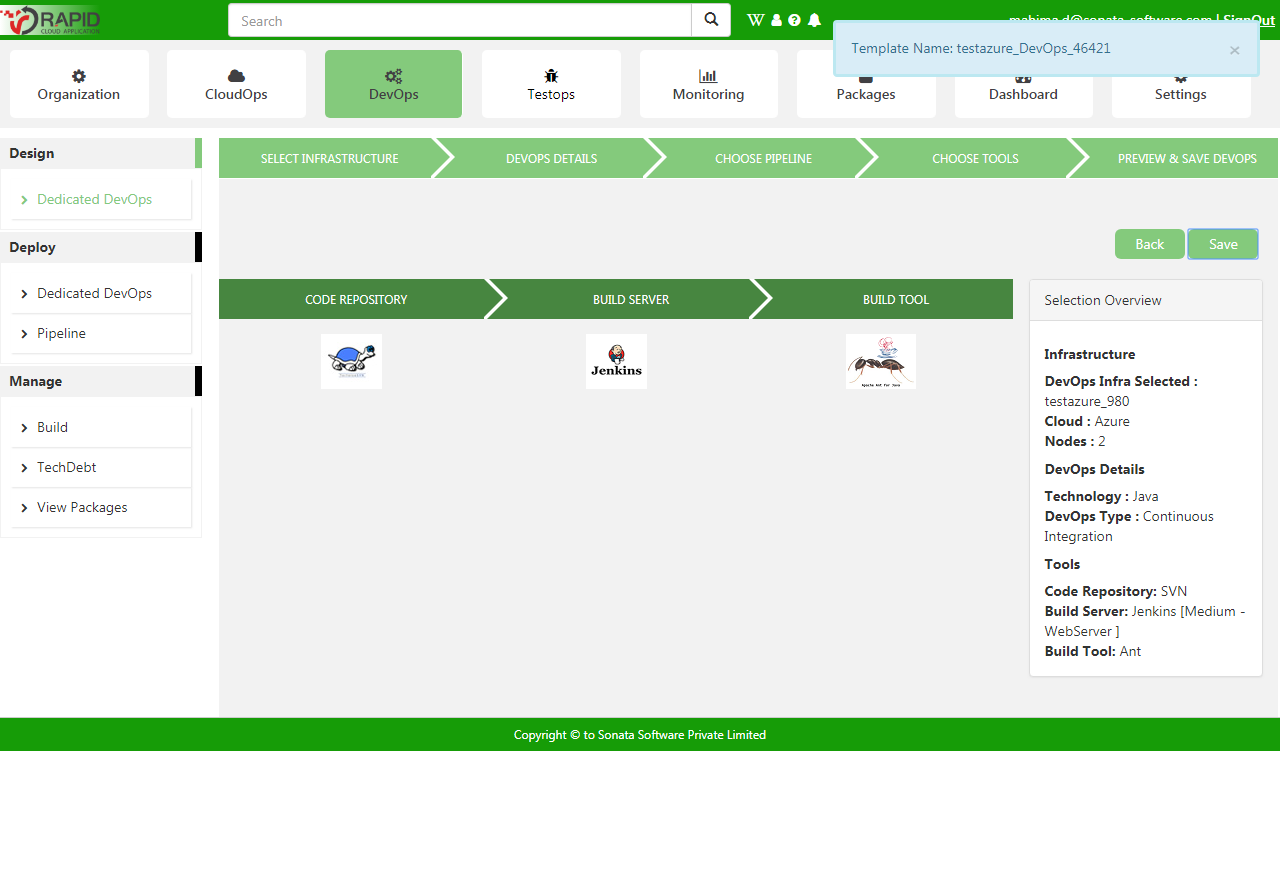 RAPID
CLOUD APPLICATION
Search
mahima.d@sonata-software.com | SignOut
Template Name: testazure_DevOps_46421 ×
Organization
CloudOps
DevOps
Testops
Monitoring
Packages
Dashboard
Settings
Design
Dedicated DevOps
Deploy
Dedicated DevOps
Pipeline
Manage
Build
TechDebt
View Packages
SELECT INFRASTRUCTURE
DEVOPS DETAILS
CHOOSE PIPELINE
CHOOSE TOOLS
PREVIEW & SAVE DEVOPS
Back
Save
CODE REPOSITORY
BUILD SERVER
BUILD TOOL
Jenkins
Apache Ant for Java
Selection Overview
Infrastructure
DevOps Infra Selected :
testazure_980
Cloud : Azure
Nodes : 2
DevOps Details
Technology : Java
DevOps Type : Continuous
Integration
Tools
Code Repository: SVN
Build Server: Jenkins [Medium -
WebServer ]
Build Tool: Ant
Copyright © to Sonata Software Private Limited